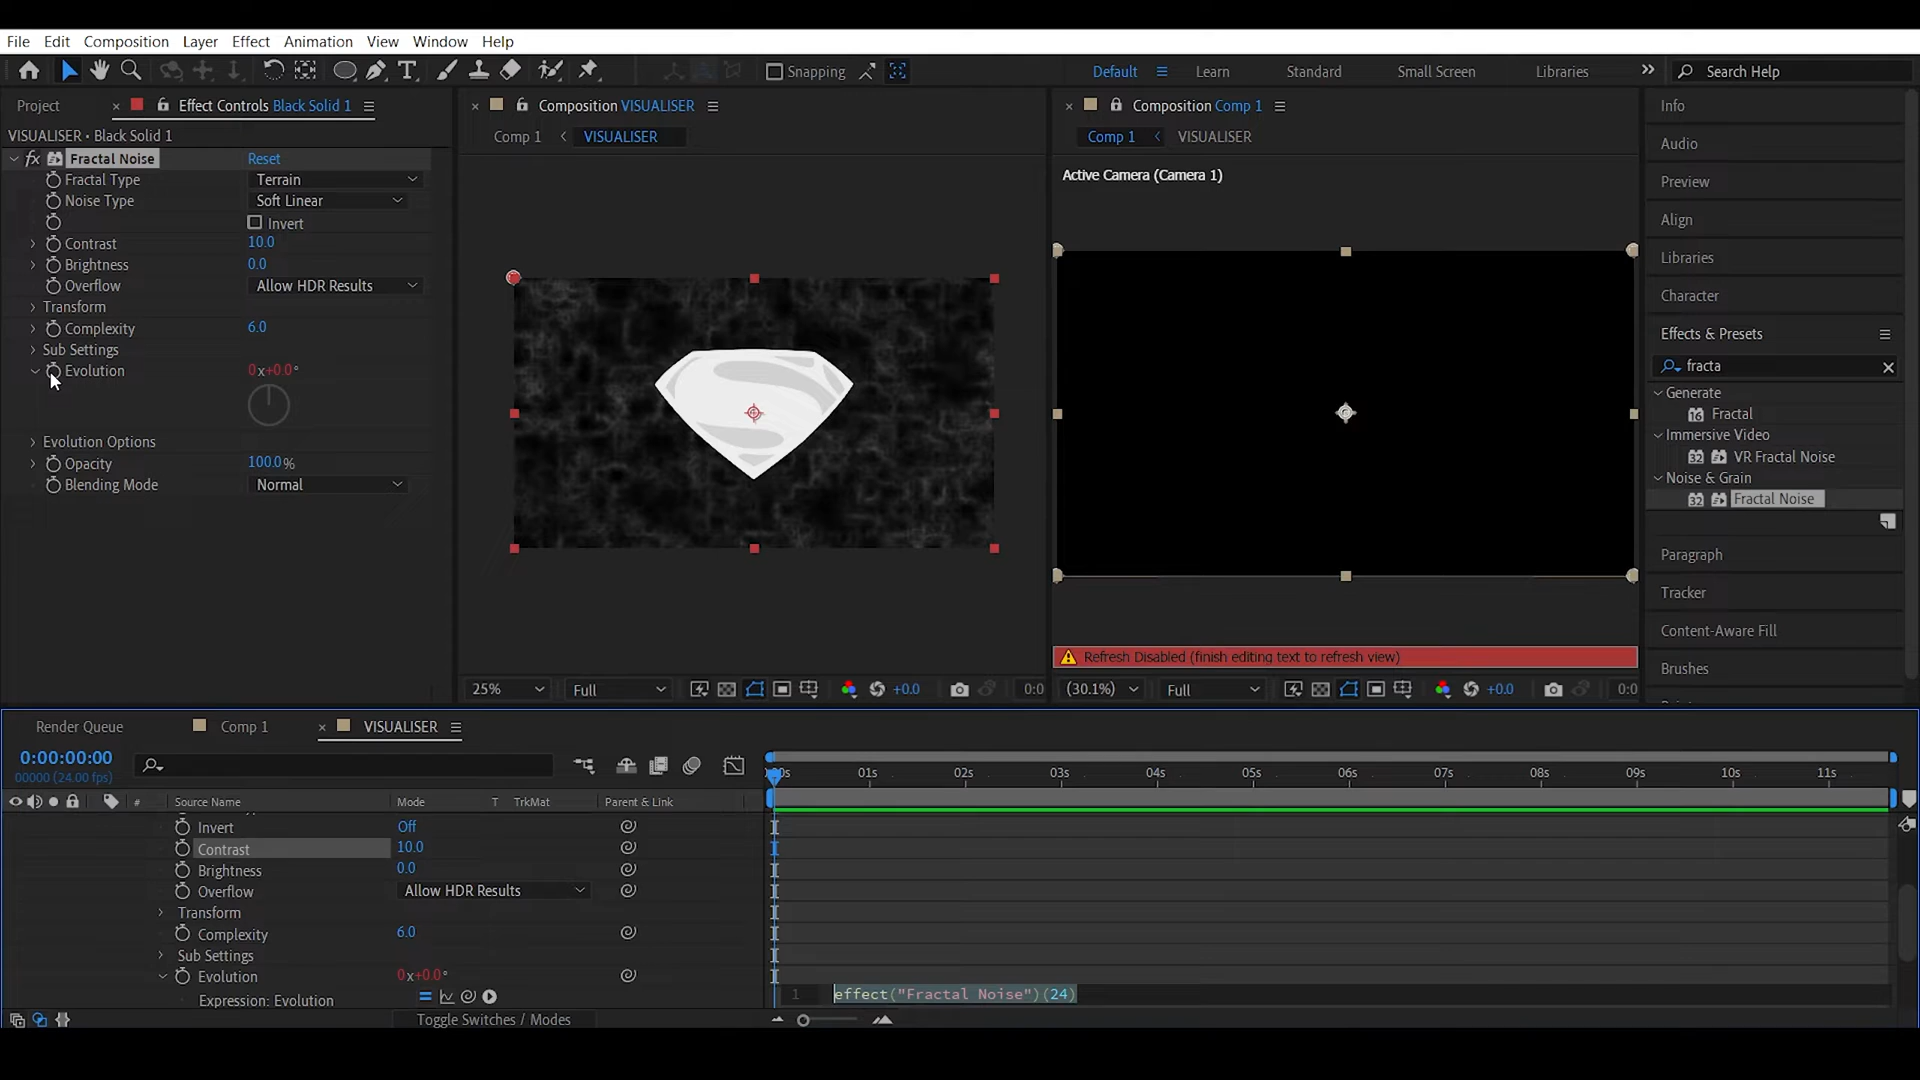 File Edit Composition Layer Effect Animation View Window Help
Snapping Default Learn Standard Small Screen Libraries Search Help
Project Effect Controls Black Solid 1
VISUALISER • Black Solid 1
fx Fractal Noise Reset
Fractal Type Terrain
Noise Type Soft Linear
Invert
Contrast 10.0
Brightness 0.0
Overflow Allow HDR Results
Transform
Complexity 6.0
Sub Settings
Evolution 0x+0.0°
Evolution Options
Opacity 100.0%
Blending Mode Normal
Composition VISUALISER
Comp 1 VISUALISER
25% Full +0.0 0:0
Composition Comp 1
Comp 1 VISUALISER
Active Camera (Camera 1)
Refresh Disabled (finish editing text to refresh view)
(30.1%) Full +0.0 0:0
Info
Audio
Preview
Align
Libraries
Character
Effects & Presets
fracta
Generate
16 Fractal
Immersive Video
32 VR Fractal Noise
Noise & Grain
32 Fractal Noise
Paragraph
Tracker
Content-Aware Fill
Brushes
Render Queue Comp 1 VISUALISER
0:00:00:00
00000 (24.00 fps)
01s 02s 03s 04s 05s 06s 07s 08s 09s 10s 11s
# Source Name Mode T TrkMat Parent & Link
Invert Off
Contrast 10.0
Brightness 0.0
Overflow Allow HDR Results
Transform
Complexity 6.0
Sub Settings
Evolution 0x+0.0°
Expression: Evolution
1 effect("Fractal Noise")(24)
Toggle Switches / Modes